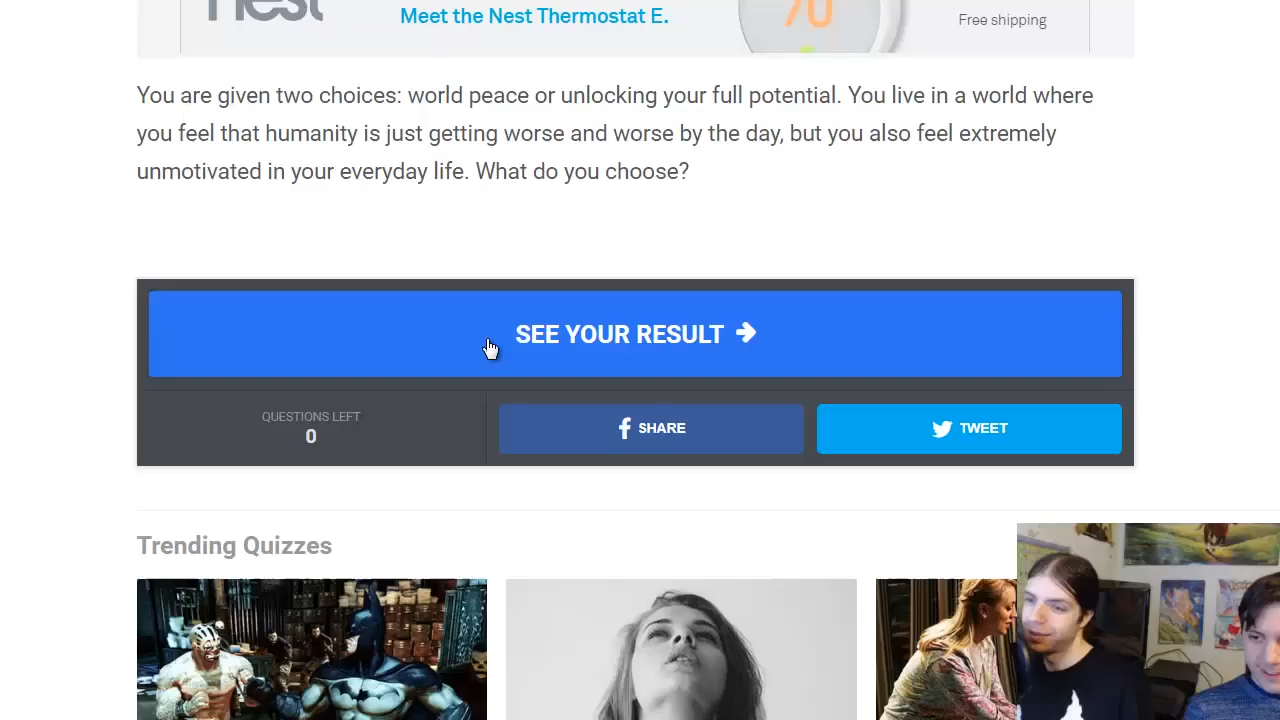 nest
Meet the Nest Thermostat E.
70
Free shipping
You are given two choices: world peace or unlocking your full potential. You live in a world where
you feel that humanity is just getting worse and worse by the day, but you also feel extremely
unmotivated in your everyday life. What do you choose?
SEE YOUR RESULT
QUESTIONS LEFT
0
SHARE
TWEET
Trending Quizzes